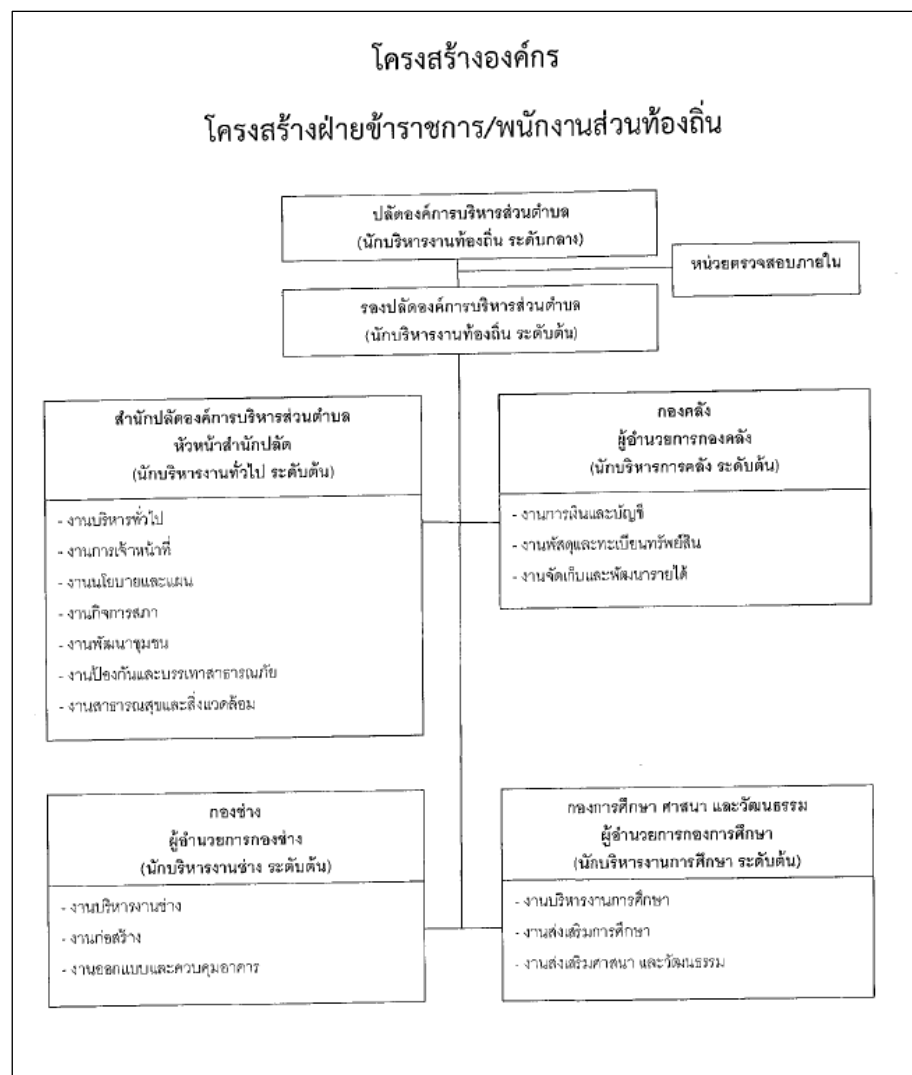 โครงสร้างองค์กร
โครงสร้างฝ่ายข้าราชการ/พนักงานส่วนท้องถิ่น
ปลัดองค์การบริหารส่วนตำบล
(นักบริหารงานท้องถิ่น ระดับกลาง)
หน่วยตรวจสอบภายใน
รองปลัดองค์การบริหารส่วนตำบล
(นักบริหารงานท้องถิ่น ระดับต้น)
สำนักปลัดองค์การบริหารส่วนตำบล
หัวหน้าสำนักปลัด
(นักบริหารงานทั่วไป ระดับต้น)
- งานบริหารทั่วไป
- งานการเจ้าหน้าที่
- งานนโยบายและแผน
- งานกิจการสภา
- งานพัฒนาชุมชน
- งานป้องกันและบรรเทาสาธารณภัย
- งานสาธารณสุขและสิ่งแวดล้อม
กองคลัง
ผู้อำนวยการกองคลัง
(นักบริหารการคลัง ระดับต้น)
- งานการเงินและบัญชี
- งานพัสดุและทะเบียนทรัพย์สิน
- งานจัดเก็บและพัฒนารายได้
กองช่าง
ผู้อำนวยการกองช่าง
(นักบริหารงานช่าง ระดับต้น)
- งานบริหารงานช่าง
- งานก่อสร้าง
- งานออกแบบและควบคุมอาคาร
กองการศึกษา ศาสนา และวัฒนธรรม
ผู้อำนวยการกองการศึกษา
(นักบริหารงานการศึกษา ระดับต้น)
- งานบริหารงานการศึกษา
- งานส่งเสริมการศึกษา
- งานส่งเสริมศาสนา และวัฒนธรรม